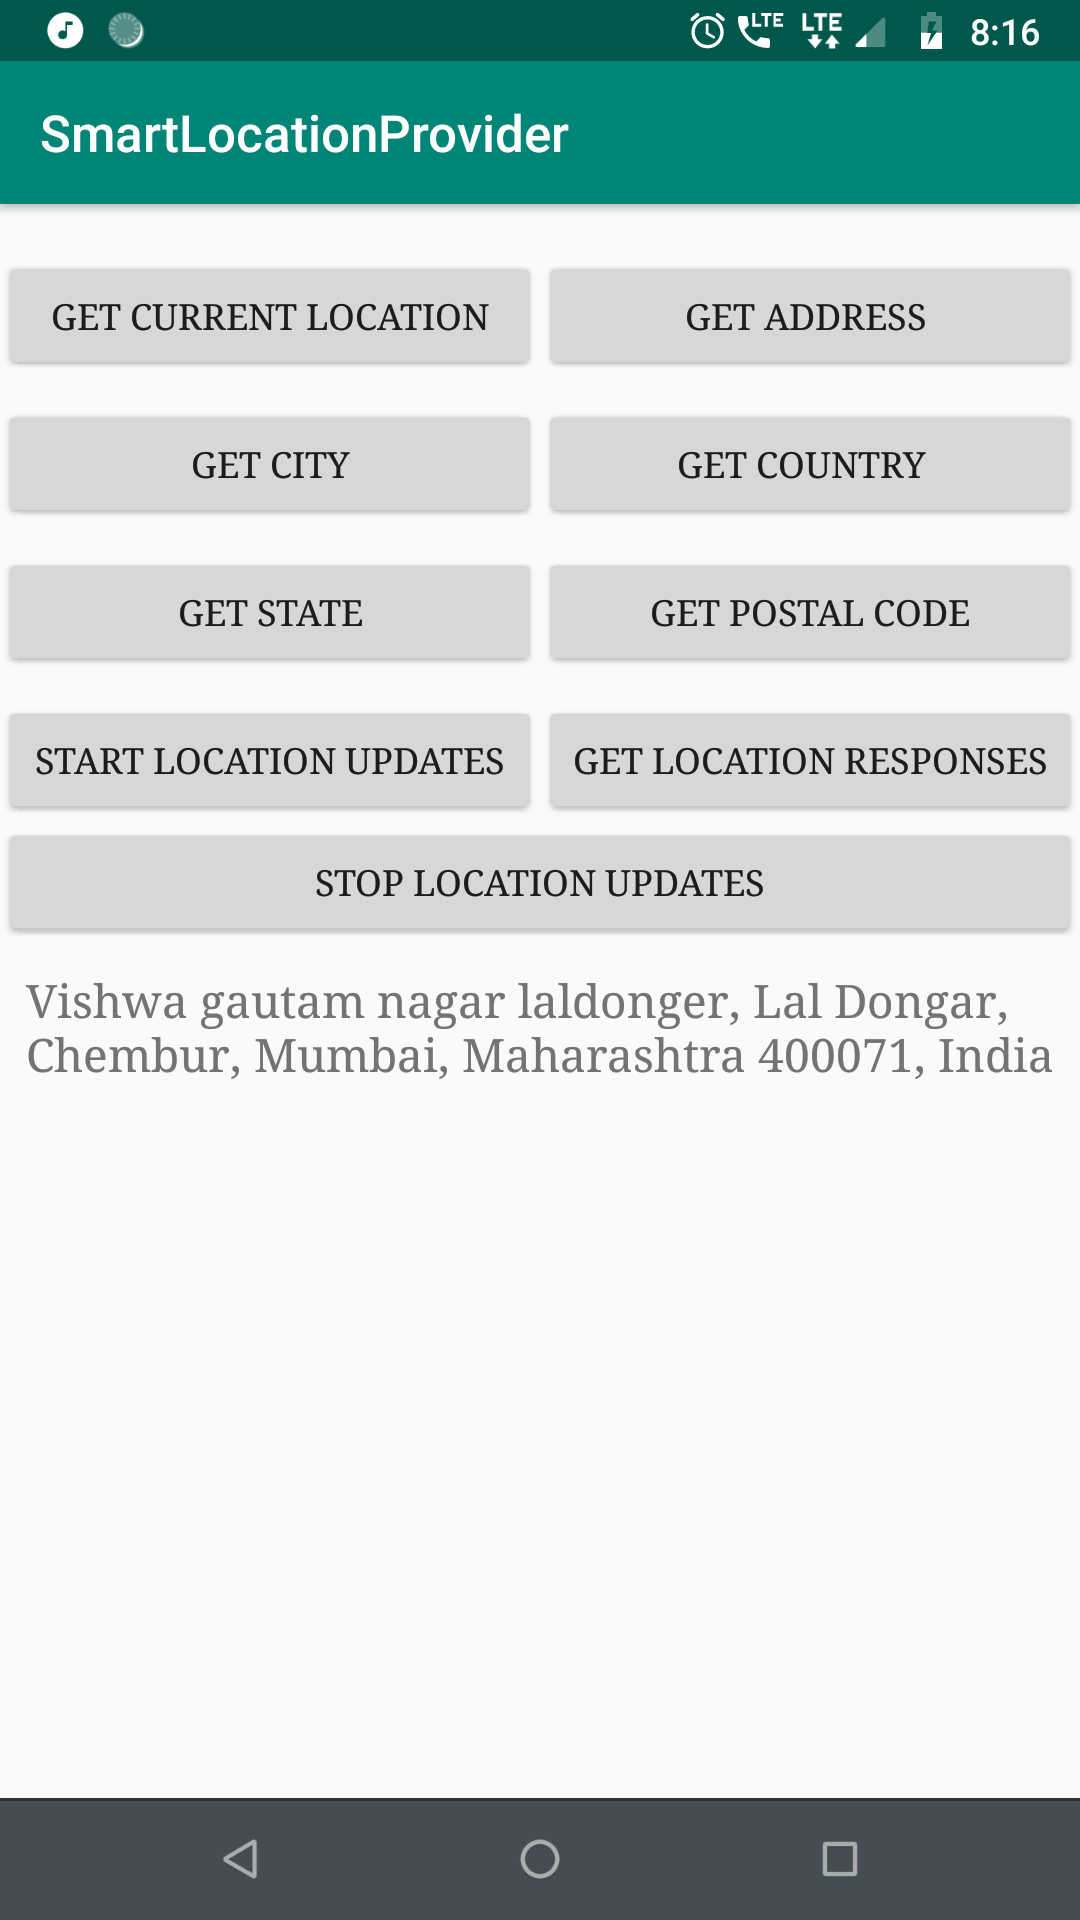 LTE LTE 8:16
SmartLocationProvider
GET CURRENT LOCATION GET ADDRESS
GET CITY GET COUNTRY
GET STATE GET POSTAL CODE
START LOCATION UPDATES GET LOCATION RESPONSES
STOP LOCATION UPDATES
Vishwa gautam nagar laldonger, Lal Dongar,
Chembur, Mumbai, Maharashtra 400071, India